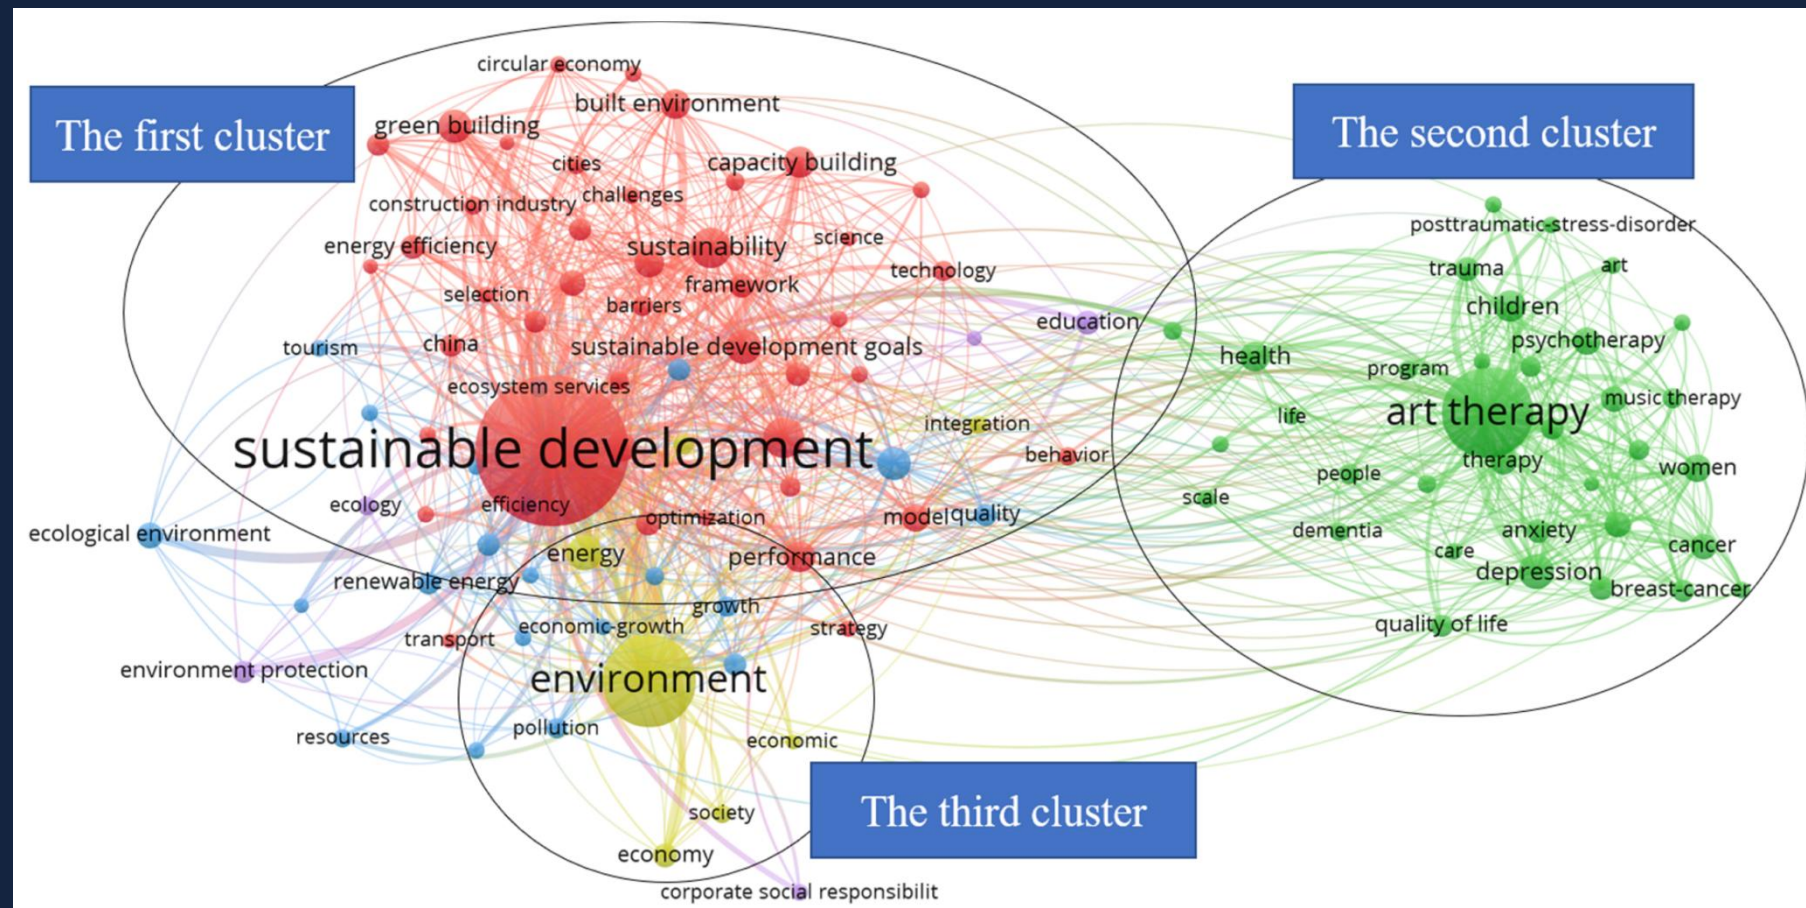 circular economy
built environment
The first cluster
green building
The second cluster
cities
capacity building
challenges
construction industry
posttraumatic-stress-disorder
energy efficiency
sustainability
science
trauma
art
technology
framework
selection
barriers
children
education
tourism
china
sustainable development goals
health
psychotherapy
program
ecosystem services
music therapy
life
art therapy
integration
sustainable development
behavior
therapy
women
people
ecology
efficiency
scale
optimization
model
quality
dementia
anxiety
cancer
ecological environment
energy
performance
care
depression
renewable energy
breast-cancer
growth
economic-growth
strategy
quality of life
transport
environment protection
environment
resources
pollution
economic
society
The third cluster
economy
corporate social responsibilit